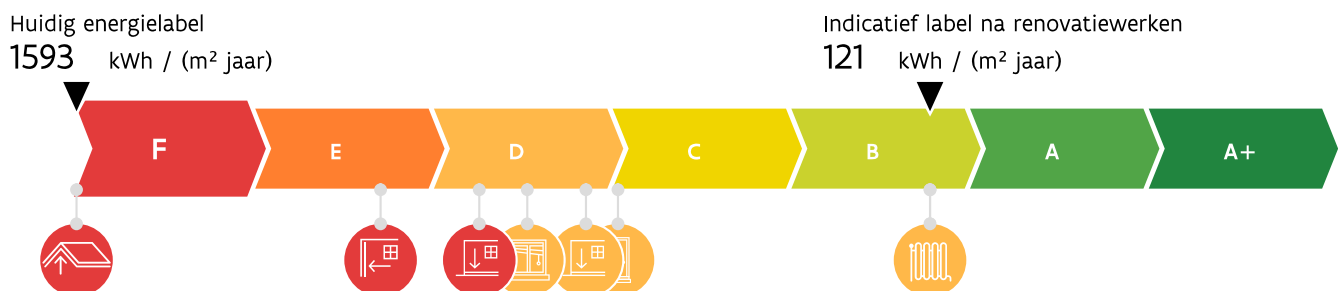 Huidig energielabel
1593 kWh / (m² jaar)
Indicatief label na renovatiewerken
121 kWh / (m² jaar)
F E D C B A A+